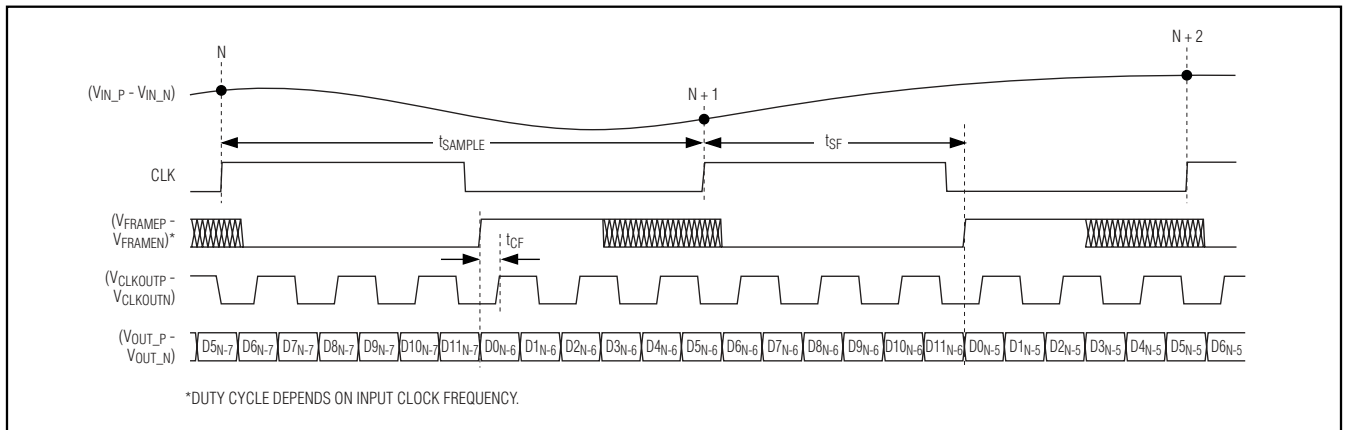 N
N + 1
N + 2
(VIN_P - VIN_N)
tSAMPLE
tSF
CLK
(VFRAMEP -
VFRAMEN)*
tCF
(VCLKOUTP -
VCLKOUTN)
(VOUT_P -
VOUT_N)
D5N-7 D6N-7 D7N-7 D8N-7 D9N-7 D10N-7 D11N-7 D0N-6 D1N-6 D2N-6 D3N-6 D4N-6 D5N-6 D6N-6 D7N-6 D8N-6 D9N-6 D10N-6 D11N-6 D0N-5 D1N-5 D2N-5 D3N-5 D4N-5 D5N-5 D6N-5
*DUTY CYCLE DEPENDS ON INPUT CLOCK FREQUENCY.